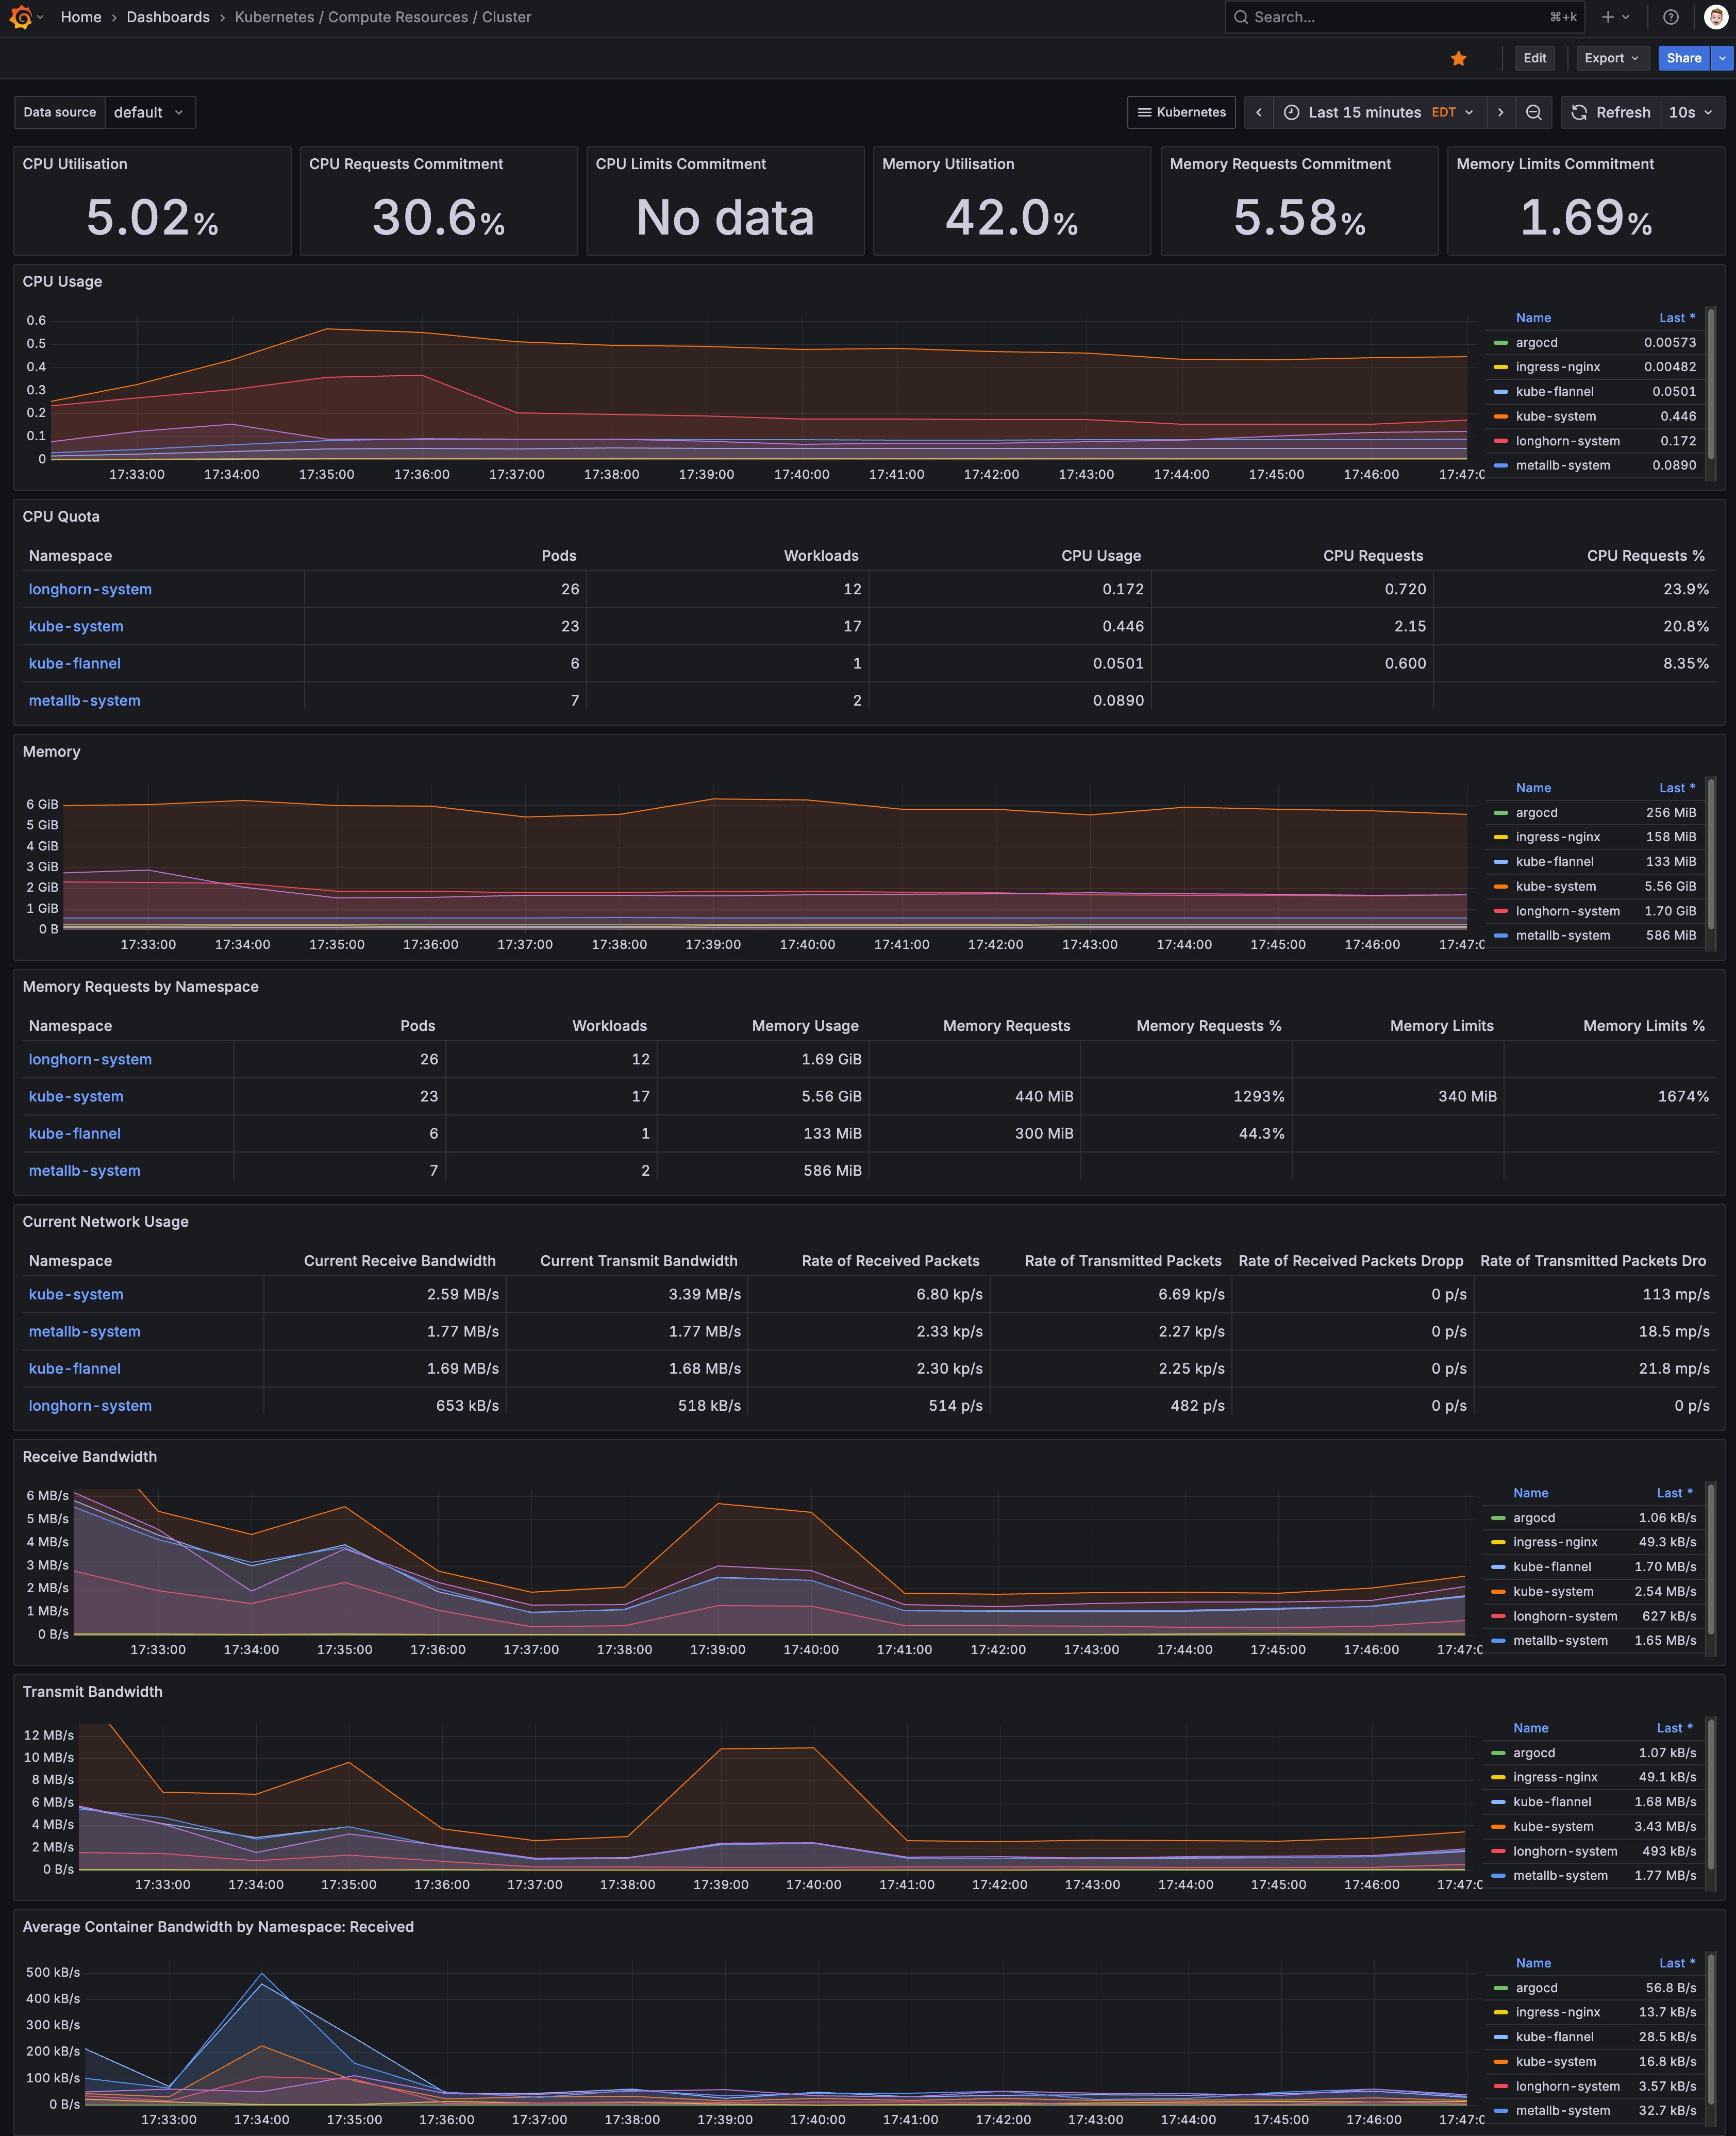 Home › Dashboards › Kubernetes / Compute Resources / Cluster Search... ⌘+k
Edit Export Share
Data source default Kubernetes Last 15 minutes EDT Refresh 10s
CPU Utilisation
5.02%
CPU Requests Commitment
30.6%
CPU Limits Commitment
No data
Memory Utilisation
42.0%
Memory Requests Commitment
5.58%
Memory Limits Commitment
1.69%
CPU Usage
0.6
0.5
0.4
0.3
0.2
0.1
0
17:33:00 17:34:00 17:35:00 17:36:00 17:37:00 17:38:00 17:39:00 17:40:00 17:41:00 17:42:00 17:43:00 17:44:00 17:45:00 17:46:00 17:47:0
Name Last *
argocd 0.00573
ingress-nginx 0.00482
kube-flannel 0.0501
kube-system 0.446
longhorn-system 0.172
metallb-system 0.0890
CPU Quota
Namespace Pods Workloads CPU Usage CPU Requests CPU Requests %
longhorn-system 26 12 0.172 0.720 23.9%
kube-system 23 17 0.446 2.15 20.8%
kube-flannel 6 1 0.0501 0.600 8.35%
metallb-system 7 2 0.0890
Memory
6 GiB
5 GiB
4 GiB
3 GiB
2 GiB
1 GiB
0 B
17:33:00 17:34:00 17:35:00 17:36:00 17:37:00 17:38:00 17:39:00 17:40:00 17:41:00 17:42:00 17:43:00 17:44:00 17:45:00 17:46:00 17:47:0
Name Last *
argocd 256 MiB
ingress-nginx 158 MiB
kube-flannel 133 MiB
kube-system 5.56 GiB
longhorn-system 1.70 GiB
metallb-system 586 MiB
Memory Requests by Namespace
Namespace Pods Workloads Memory Usage Memory Requests Memory Requests % Memory Limits Memory Limits %
longhorn-system 26 12 1.69 GiB
kube-system 23 17 5.56 GiB 440 MiB 1293% 340 MiB 1674%
kube-flannel 6 1 133 MiB 300 MiB 44.3%
metallb-system 7 2 586 MiB
Current Network Usage
Namespace Current Receive Bandwidth Current Transmit Bandwidth Rate of Received Packets Rate of Transmitted Packets Rate of Received Packets Dropp Rate of Transmitted Packets Dro
kube-system 2.59 MB/s 3.39 MB/s 6.80 kp/s 6.69 kp/s 0 p/s 113 mp/s
metallb-system 1.77 MB/s 1.77 MB/s 2.33 kp/s 2.27 kp/s 0 p/s 18.5 mp/s
kube-flannel 1.69 MB/s 1.68 MB/s 2.30 kp/s 2.25 kp/s 0 p/s 21.8 mp/s
longhorn-system 653 kB/s 518 kB/s 514 p/s 482 p/s 0 p/s 0 p/s
Receive Bandwidth
6 MB/s
5 MB/s
4 MB/s
3 MB/s
2 MB/s
1 MB/s
0 B/s
17:33:00 17:34:00 17:35:00 17:36:00 17:37:00 17:38:00 17:39:00 17:40:00 17:41:00 17:42:00 17:43:00 17:44:00 17:45:00 17:46:00 17:47:0
Name Last *
argocd 1.06 kB/s
ingress-nginx 49.3 kB/s
kube-flannel 1.70 MB/s
kube-system 2.54 MB/s
longhorn-system 627 kB/s
metallb-system 1.65 MB/s
Transmit Bandwidth
12 MB/s
10 MB/s
8 MB/s
6 MB/s
4 MB/s
2 MB/s
0 B/s
17:33:00 17:34:00 17:35:00 17:36:00 17:37:00 17:38:00 17:39:00 17:40:00 17:41:00 17:42:00 17:43:00 17:44:00 17:45:00 17:46:00 17:47:0
Name Last *
argocd 1.07 kB/s
ingress-nginx 49.1 kB/s
kube-flannel 1.68 MB/s
kube-system 3.43 MB/s
longhorn-system 493 kB/s
metallb-system 1.77 MB/s
Average Container Bandwidth by Namespace: Received
500 kB/s
400 kB/s
300 kB/s
200 kB/s
100 kB/s
0 B/s
17:33:00 17:34:00 17:35:00 17:36:00 17:37:00 17:38:00 17:39:00 17:40:00 17:41:00 17:42:00 17:43:00 17:44:00 17:45:00 17:46:00 17:47:0
Name Last *
argocd 56.8 B/s
ingress-nginx 13.7 kB/s
kube-flannel 28.5 kB/s
kube-system 16.8 kB/s
longhorn-system 3.57 kB/s
metallb-system 32.7 kB/s